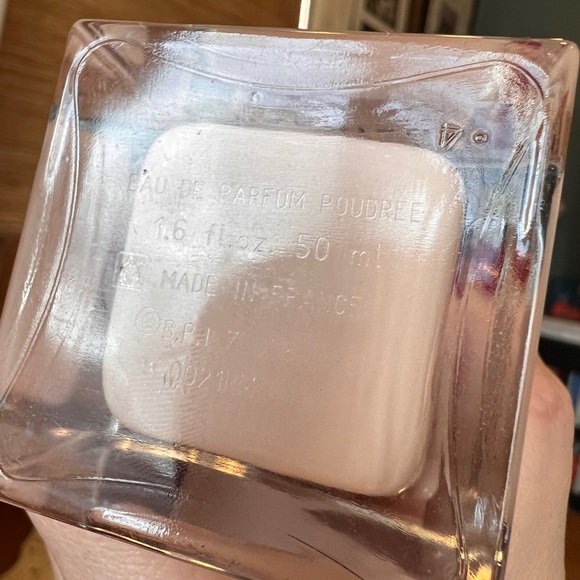 EAU DE PARFUM POUDREE
1.6 fl.oz. 50 ml
MADE IN FRANCE
© B.P.I.